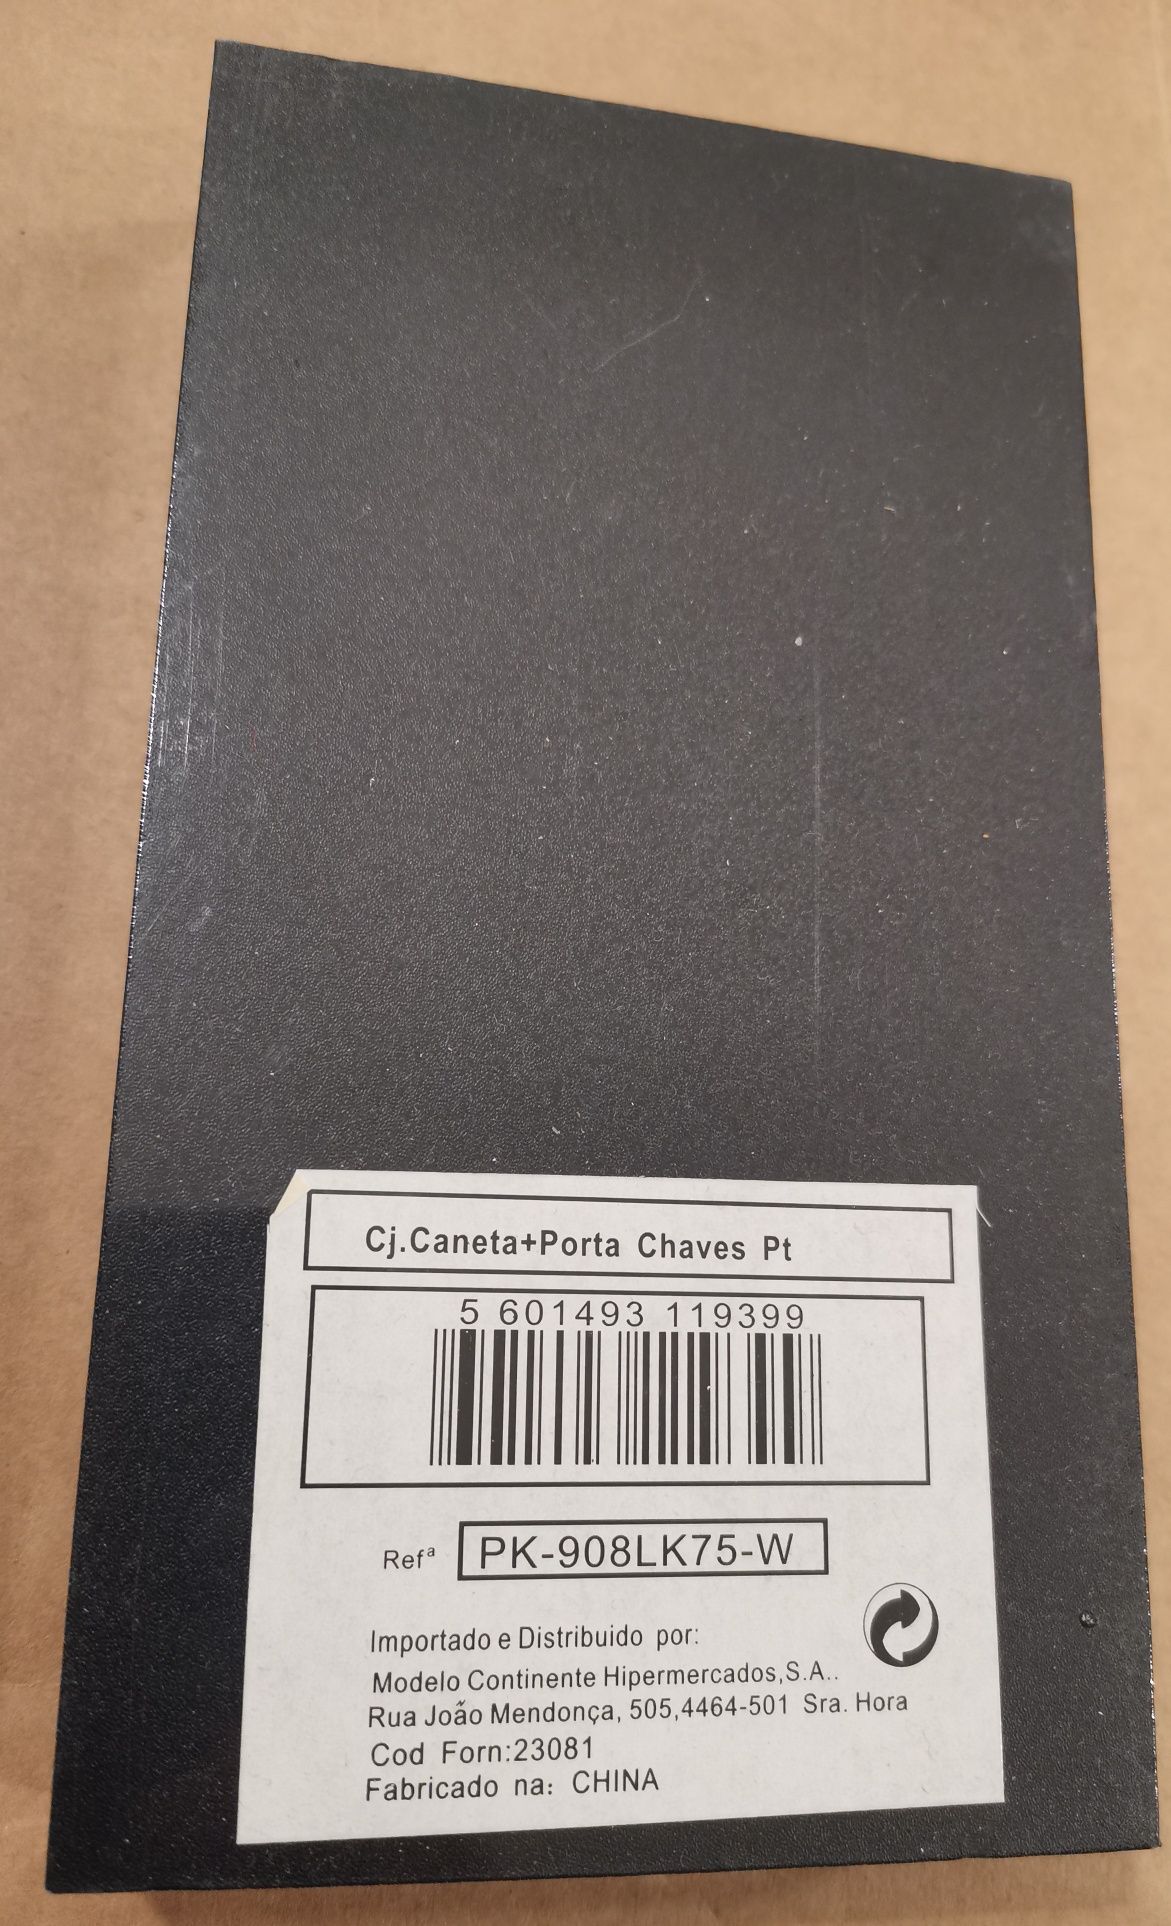 Cj.Caneta+Porta Chaves Pt
5 601493 119399
Refª PK-908LK75-W
Importado e Distribuido por:
Modelo Continente Hipermercados,S.A..
Rua João Mendonça, 505,4464-501 Sra. Hora
Cod Forn:23081
Fabricado na: CHINA